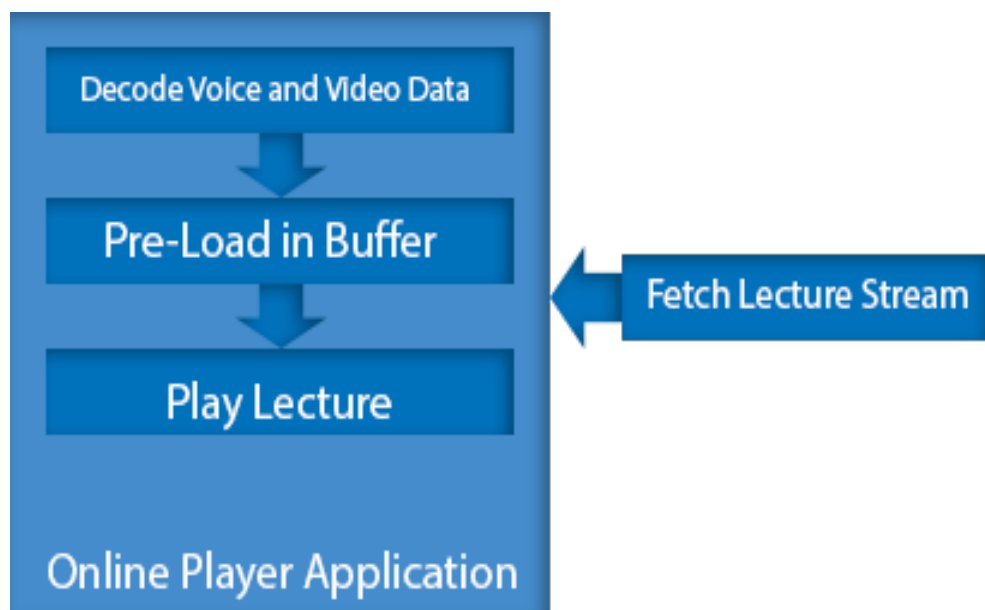 Decode Voice and Video Data
Pre-Load in Buffer
Play Lecture
Online Player Application
Fetch Lecture Stream